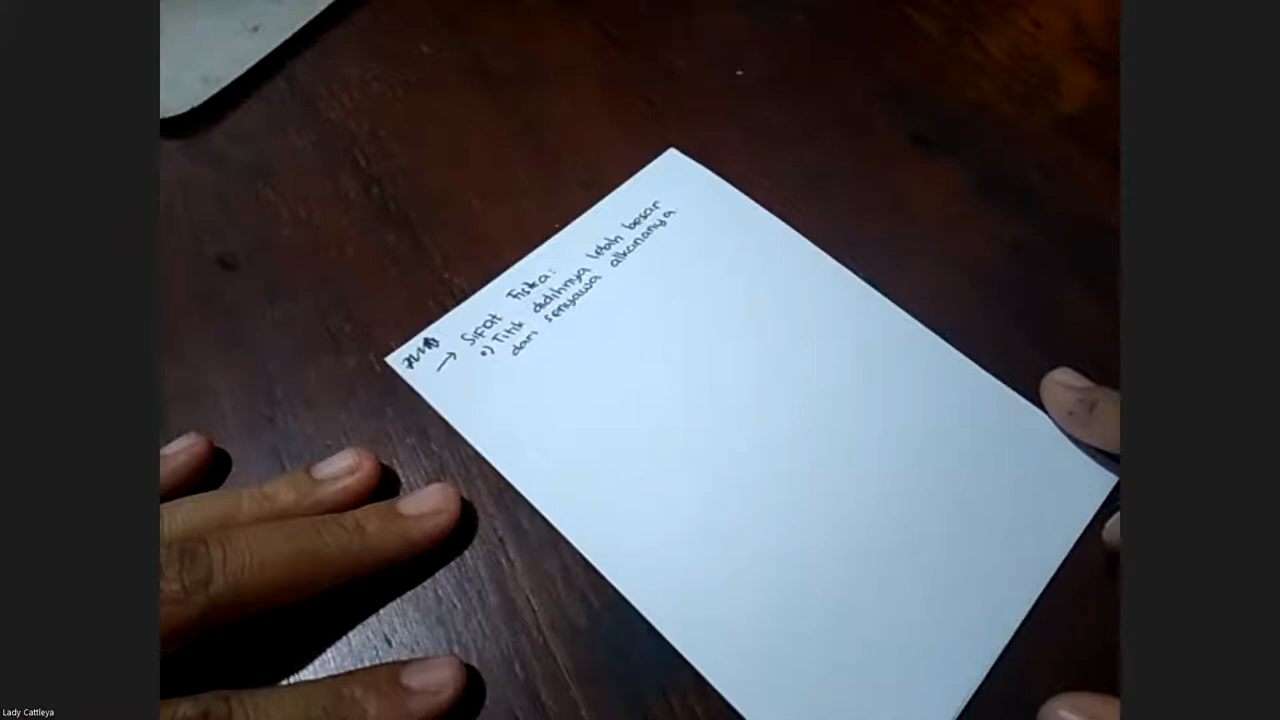 → Sifat Fisika:
•) Titik didihnya lebih besar
dari senyawa alkananya
Lady Cattleya